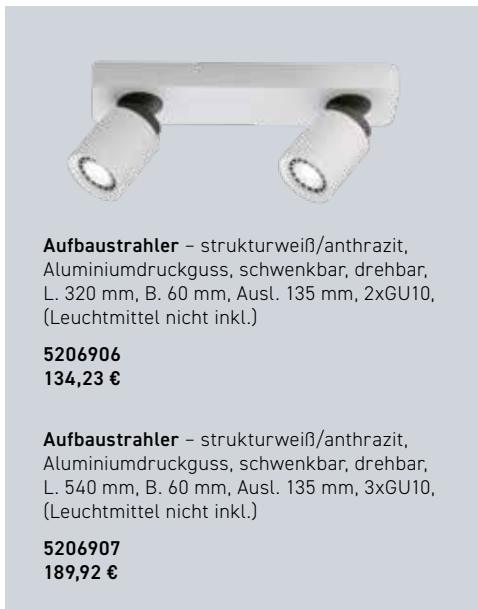 Aufbaustrahler – strukturweiß/anthrazit,
Aluminiumdruckguss, schwenkbar, drehbar,
L. 320 mm, B. 60 mm, Ausl. 135 mm, 2xGU10,
(Leuchtmittel nicht inkl.)
5206906
134,23 €
Aufbaustrahler – strukturweiß/anthrazit,
Aluminiumdruckguss, schwenkbar, drehbar,
L. 540 mm, B. 60 mm, Ausl. 135 mm, 3xGU10,
(Leuchtmittel nicht inkl.)
5206907
189,92 €